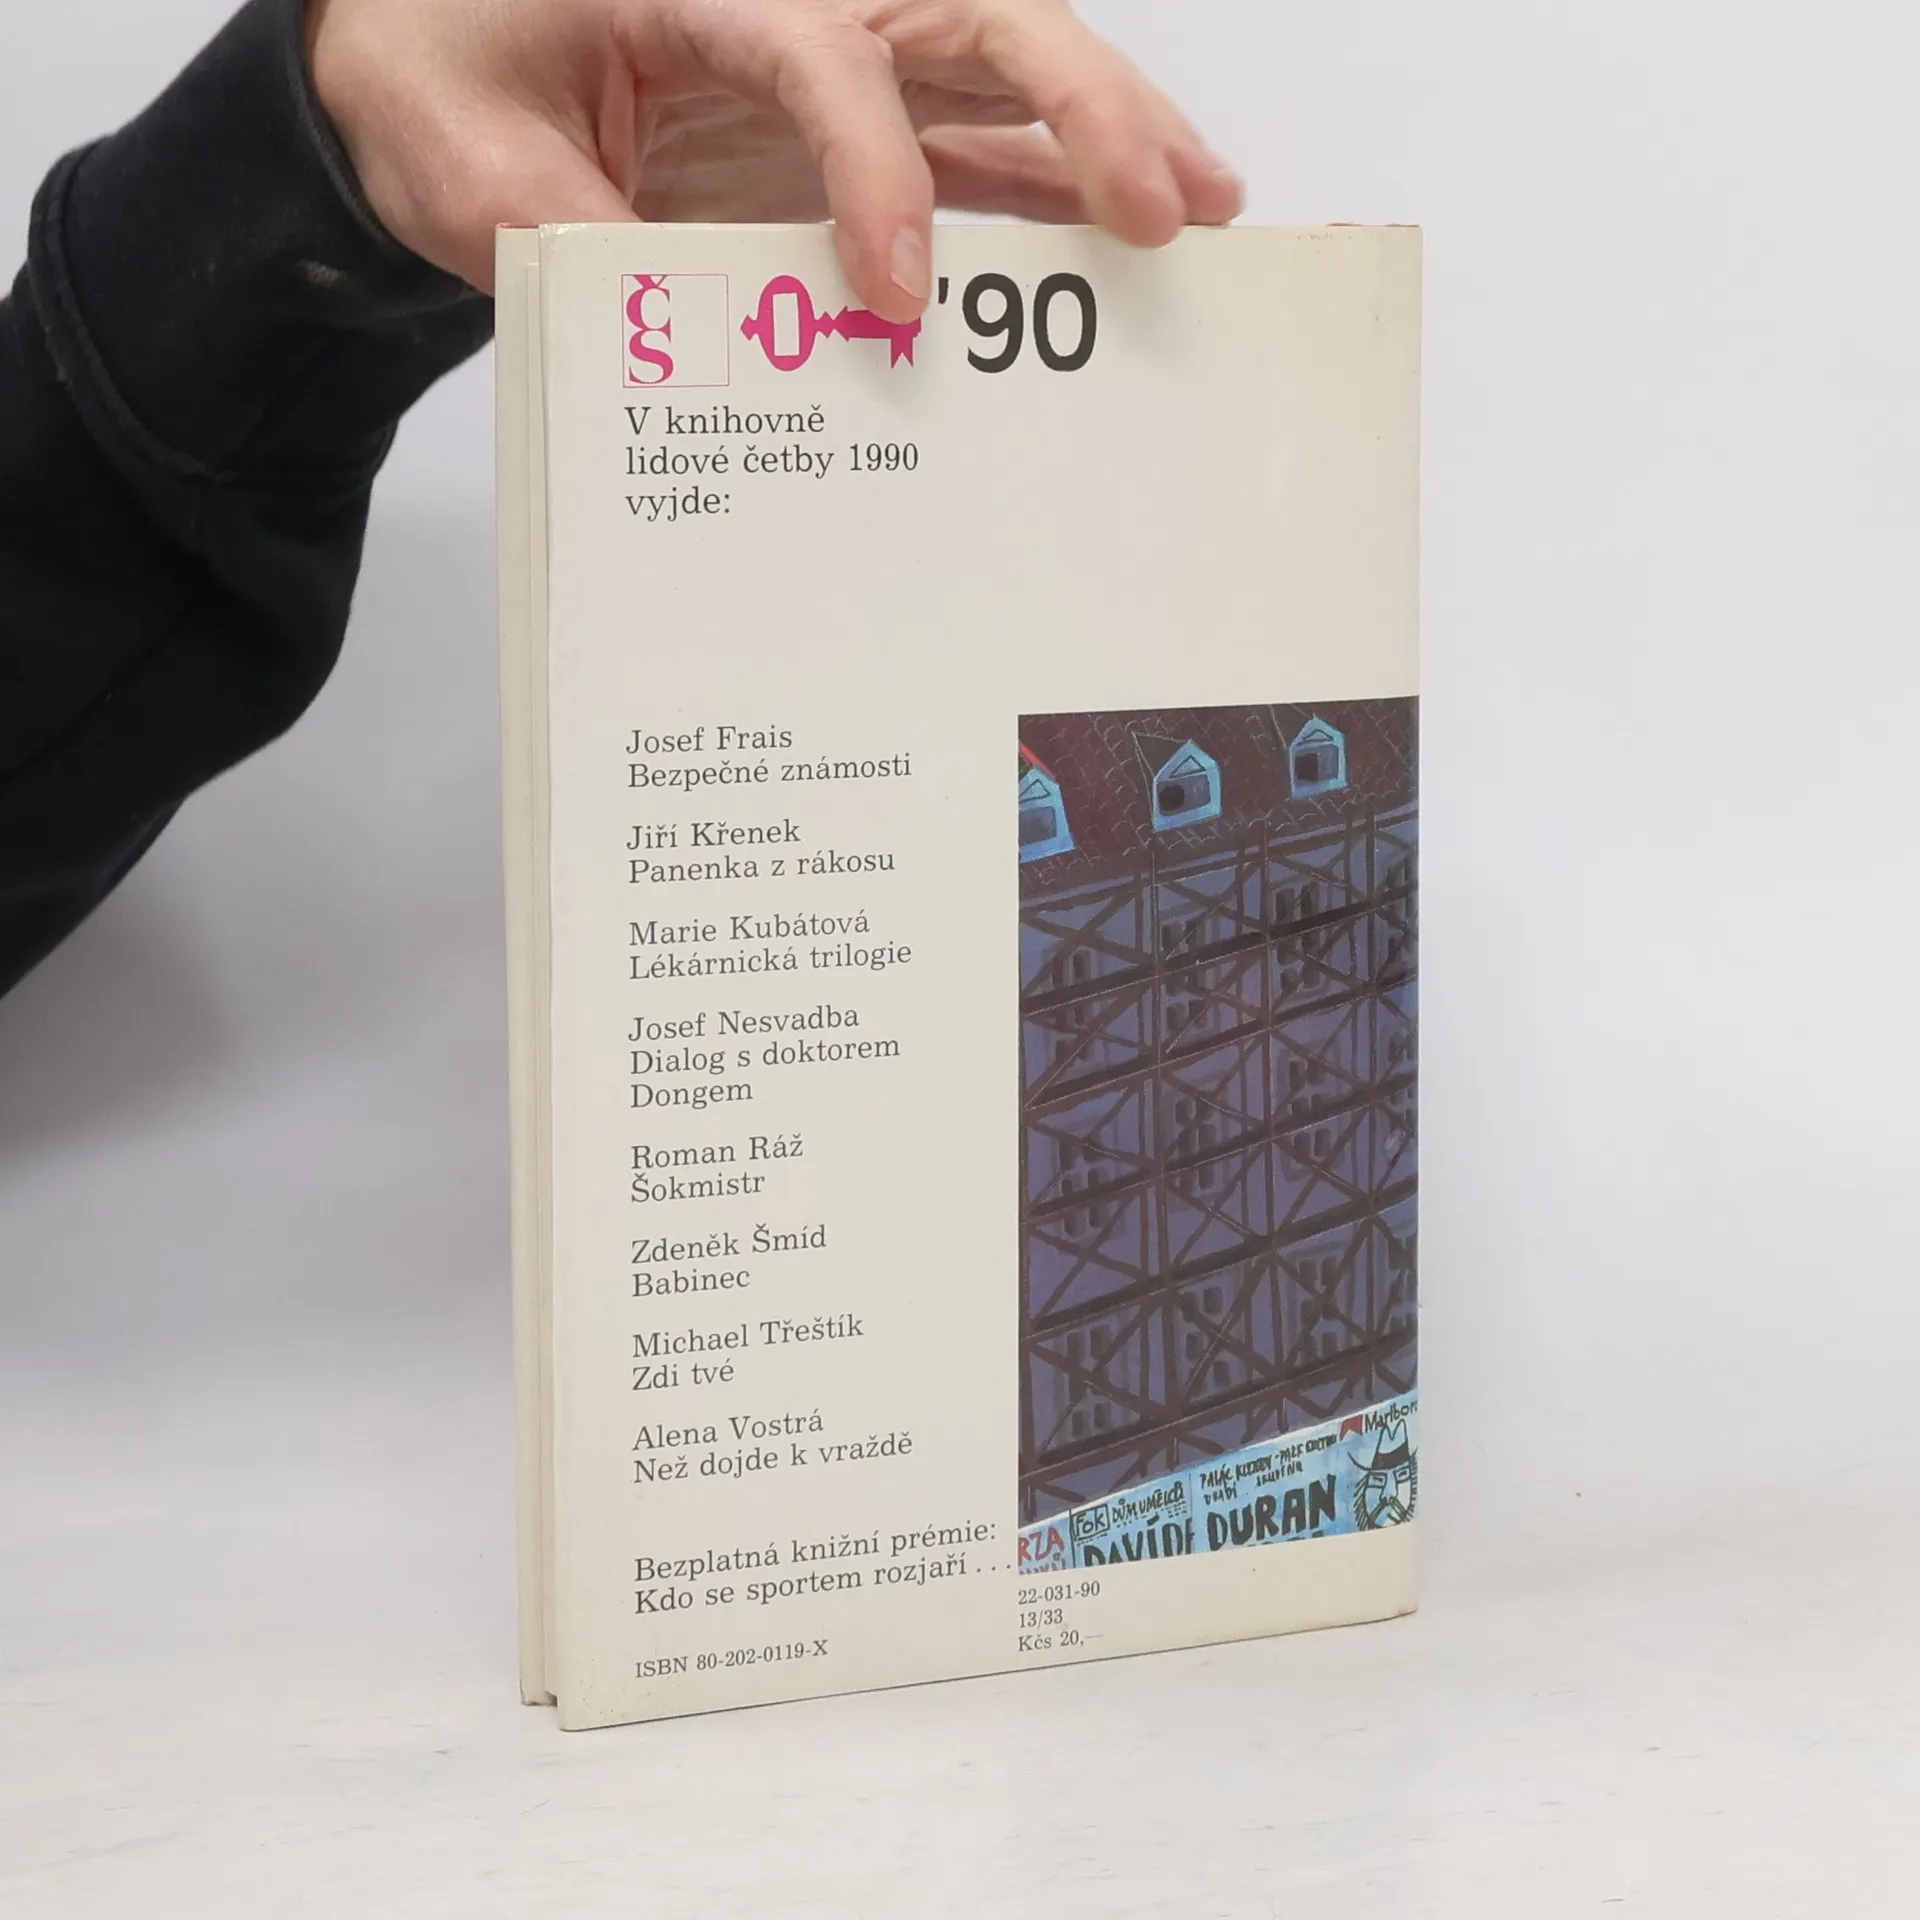 ČS '90
V knihovně
lidové četby 1990
vyjde:
Josef Frais
Bezpečné známosti
Jiří Křenek
Panenka z rákosu
Marie Kubátová
Lékárnická trilogie
Josef Nesvadba
Dialog s doktorem
Dongem
Roman Ráž
Šokmistr
Zdeněk Šmíd
Babinec
Michael Třeštík
Zdi tvé
Alena Vostrá
Než dojde k vraždě
Bezplatná knižní prémie:
Kdo se sportem rozjaří...
ISBN 80-202-0119-X
Marlboro
FOK DŮM UMĚLCŮ
RZA
DURAN
22-031-90
13/33
Kčs 20,—